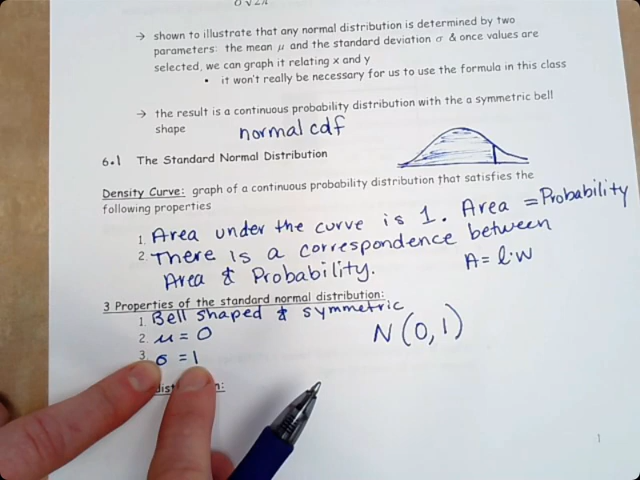 → shown to illustrate that any normal distribution is determined by two
parameters: the mean μ and the standard deviation σ & once values are
selected, we can graph it relating x and y
• it won't really be necessary for us to use the formula in this class
→ the result is a continuous probability distribution with the a symmetric bell
shape normal cdf
6.1 The Standard Normal Distribution
Density Curve: graph of a continuous probability distribution that satisfies the
following properties
1. Area under the curve is 1. Area = Probability
2. There is a correspondence between
Area & Probability. A = l·w
3 Properties of the standard normal distribution:
1. Bell shaped & symmetric
2. μ = 0 N(0,1)
3. σ = 1
1